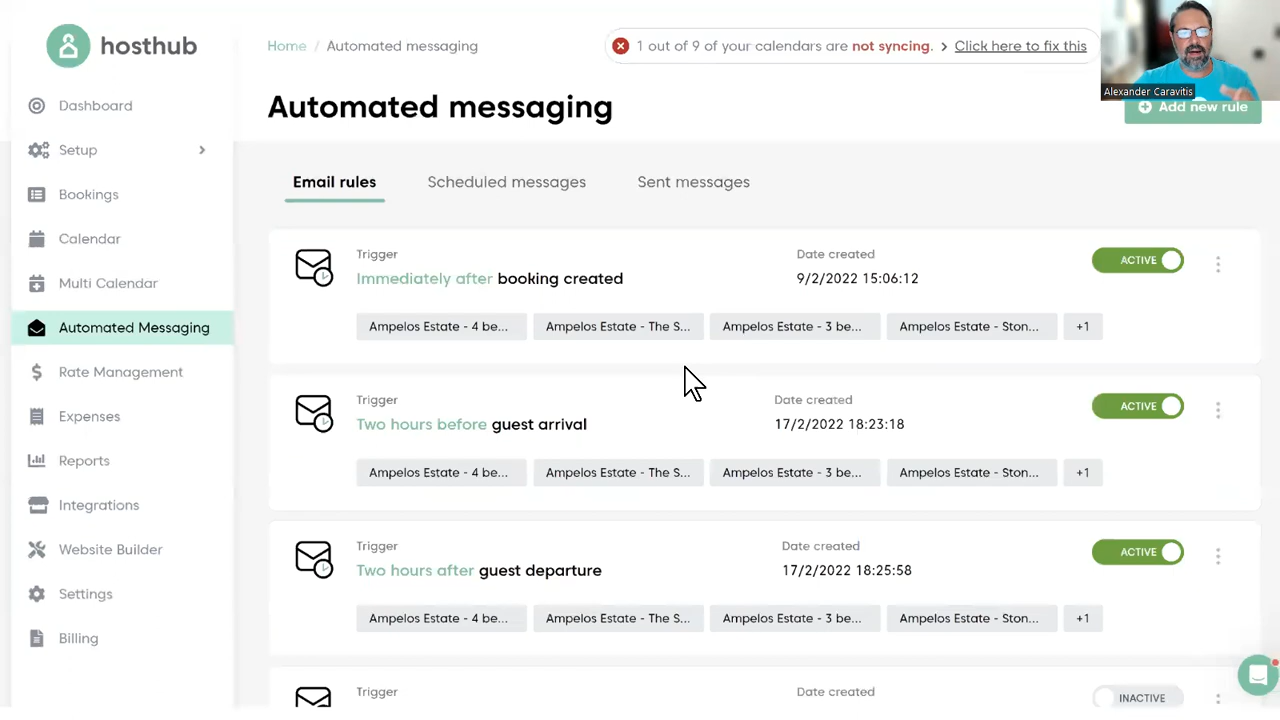 hosthub
Home / Automated messaging
1 out of 9 of your calendars are not syncing. > Click here to fix this
Alexander Caravitis
Automated messaging
Add new rule
Dashboard
Setup
Bookings
Calendar
Multi Calendar
Automated Messaging
Rate Management
Expenses
Reports
Integrations
Website Builder
Settings
Billing
Email rules Scheduled messages Sent messages
Trigger Date created
Immediately after booking created 9/2/2022 15:06:12 ACTIVE
Ampelos Estate - 4 be... Ampelos Estate - The S... Ampelos Estate - 3 be... Ampelos Estate - Ston... +1
Trigger Date created
Two hours before guest arrival 17/2/2022 18:23:18 ACTIVE
Ampelos Estate - 4 be... Ampelos Estate - The S... Ampelos Estate - 3 be... Ampelos Estate - Ston... +1
Trigger Date created
Two hours after guest departure 17/2/2022 18:25:58 ACTIVE
Ampelos Estate - 4 be... Ampelos Estate - The S... Ampelos Estate - 3 be... Ampelos Estate - Ston... +1
Trigger Date created INACTIVE